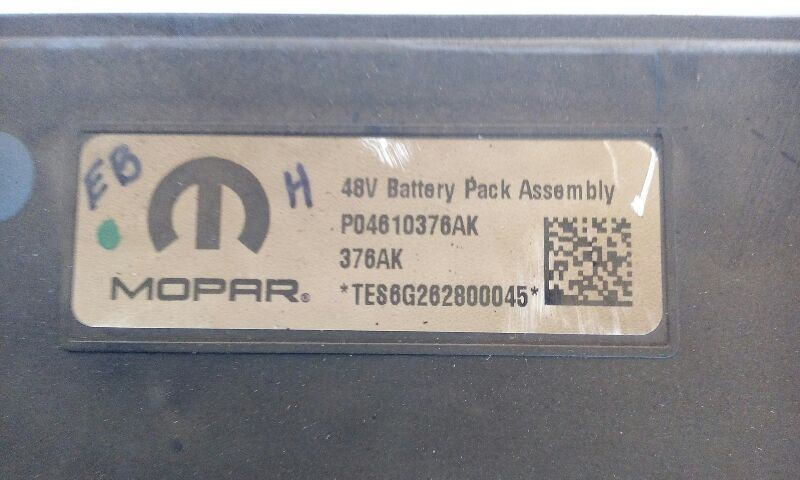 EB
H
MOPAR®
48V Battery Pack Assembly
P04610376AK
376AK
*TES6G262800045*